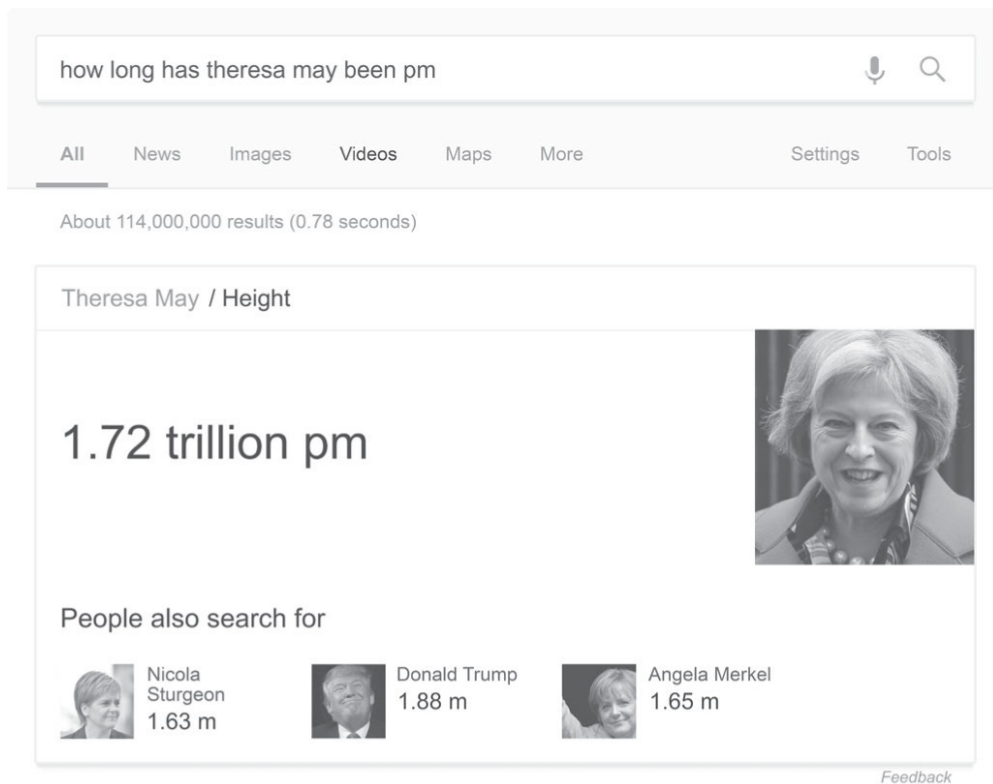 how long has theresa may been pm
All News Images Videos Maps More Settings Tools
About 114,000,000 results (0.78 seconds)
Theresa May / Height
1.72 trillion pm
People also search for
Nicola
Sturgeon
1.63 m
Donald Trump
1.88 m
Angela Merkel
1.65 m
Feedback